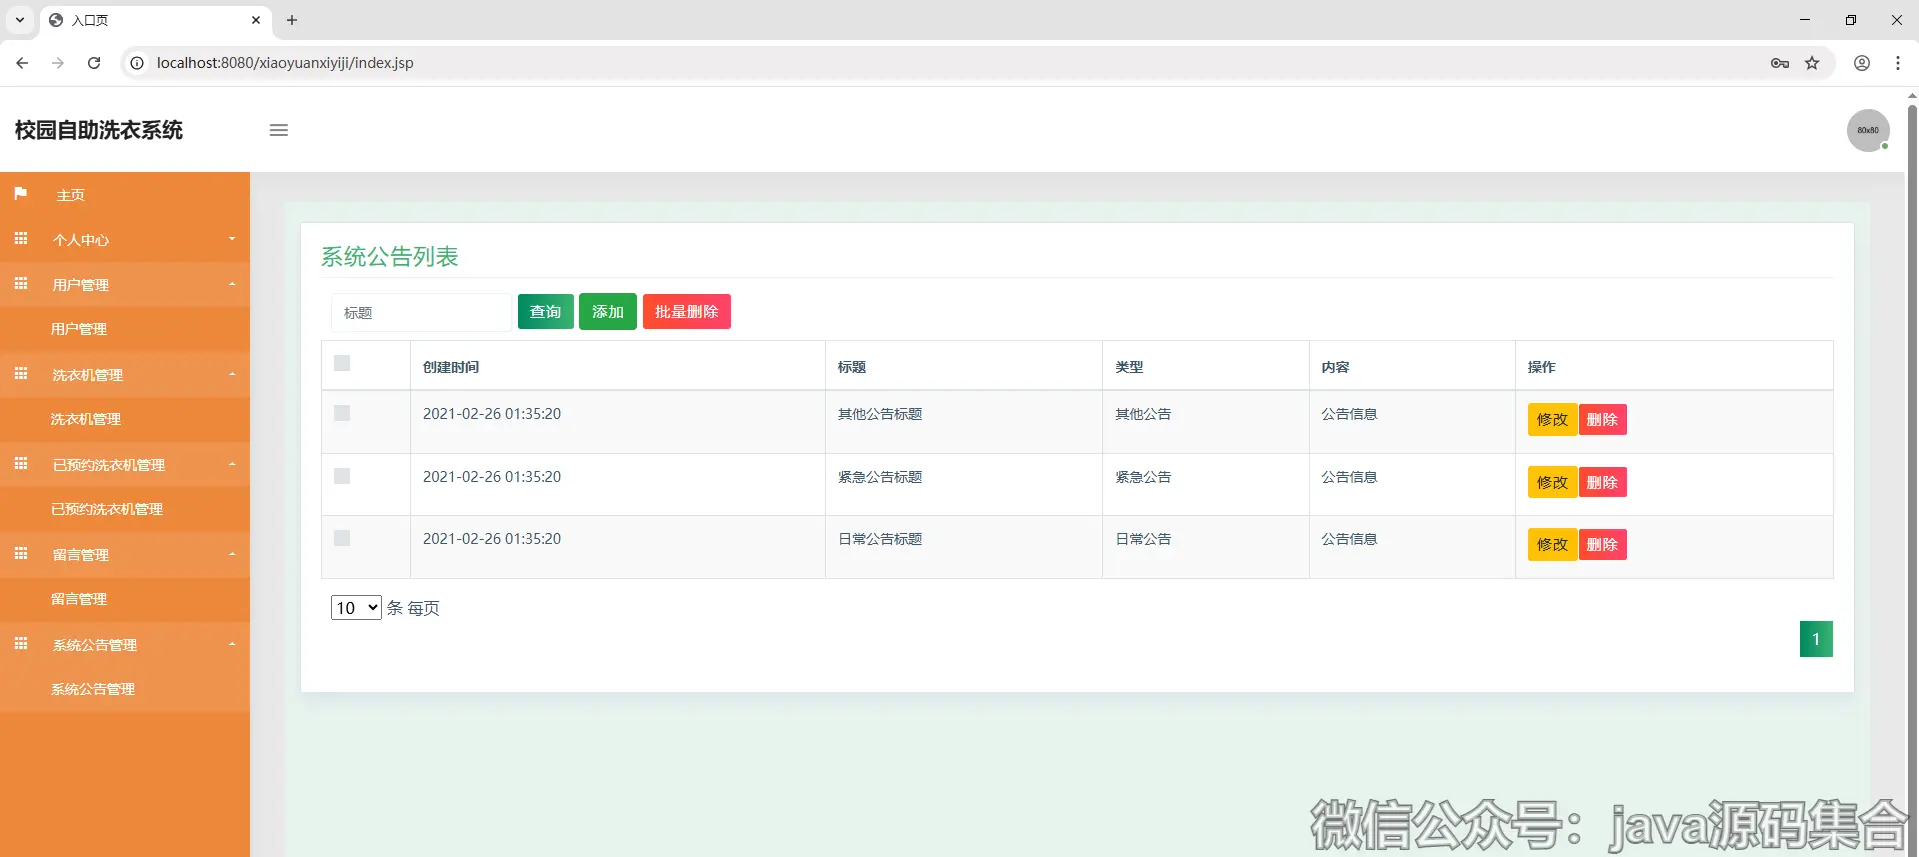 入口页
localhost:8080/xiaoyuanxiyiji/index.jsp
校园自助洗衣系统
80x80
主页
个人中心
用户管理
用户管理
洗衣机管理
洗衣机管理
已预约洗衣机管理
已预约洗衣机管理
留言管理
留言管理
系统公告管理
系统公告管理
系统公告列表
标题 查询 添加 批量删除
创建时间 标题 类型 内容 操作
2021-02-26 01:35:20 其他公告标题 其他公告 公告信息 修改 删除
2021-02-26 01:35:20 紧急公告标题 紧急公告 公告信息 修改 删除
2021-02-26 01:35:20 日常公告标题 日常公告 公告信息 修改 删除
10 条 每页
1
微信公众号：java源码集合